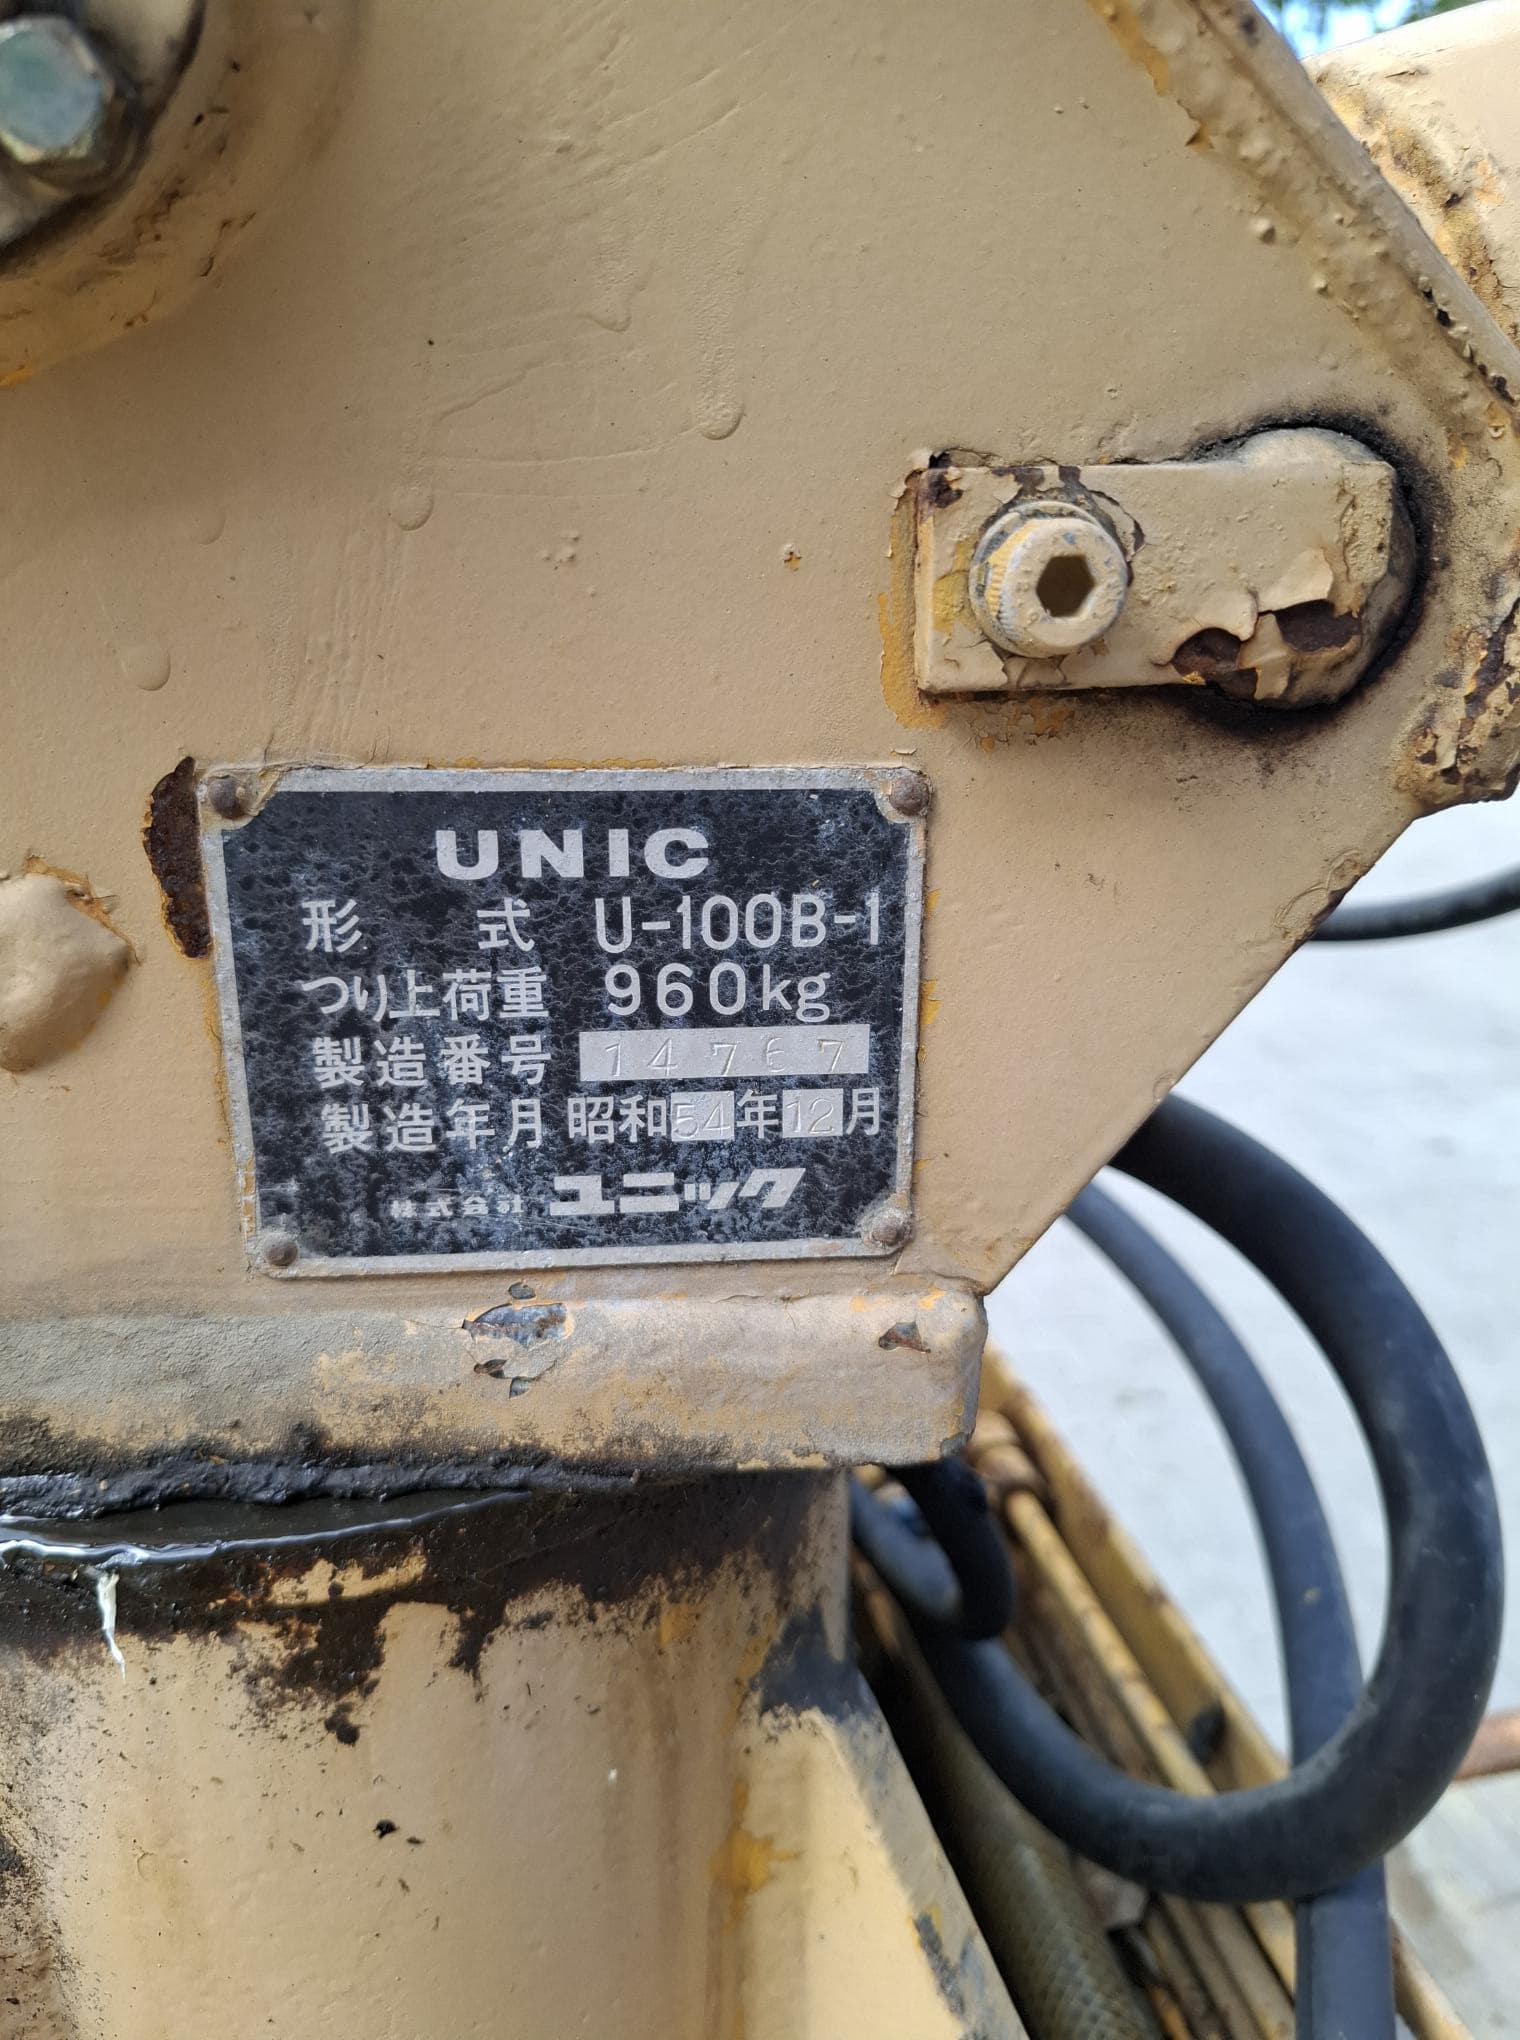 UNIC
形式 U-100B-1
つり上荷重 960kg
製造番号 14767
製造年月 昭和54年12月
株式会社 ユニック